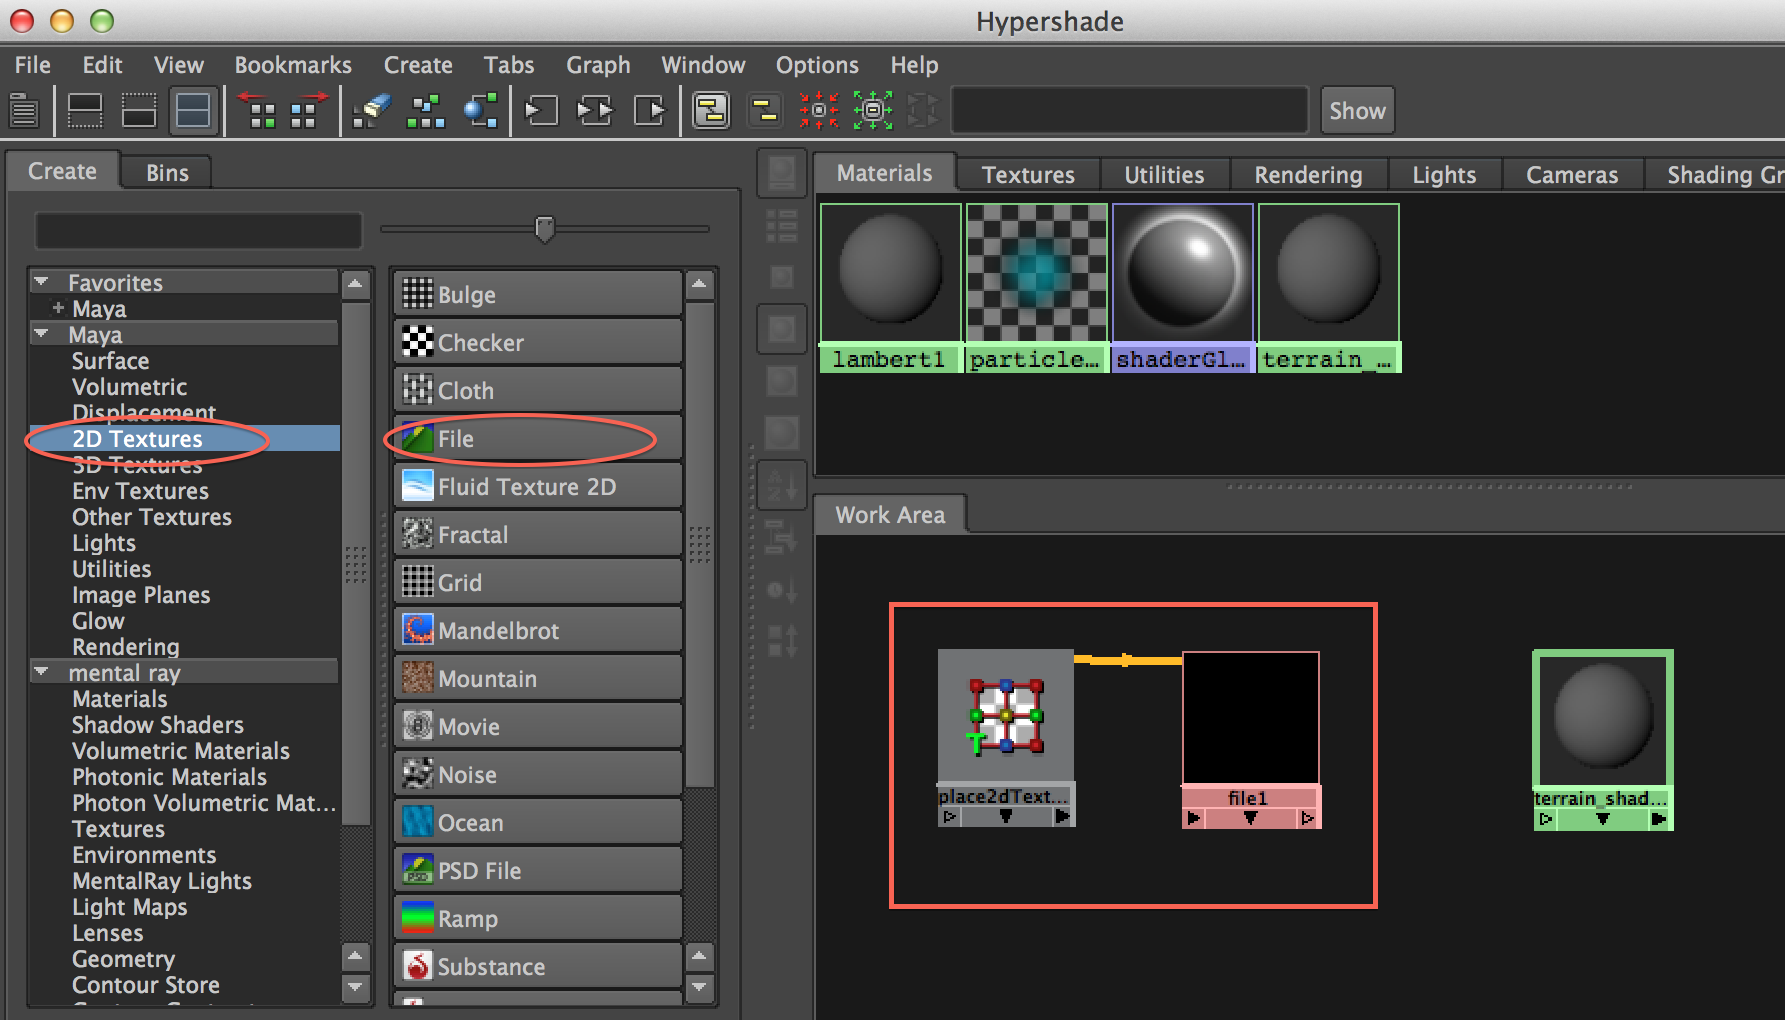 Hypershade
File Edit View Bookmarks Create Tabs Graph Window Options Help
Show
Create Bins
Favorites
Maya
Maya
Surface
Volumetric
Displacement
2D Textures
3D Textures
Env Textures
Other Textures
Lights
Utilities
Image Planes
Glow
Rendering
mental ray
Materials
Shadow Shaders
Volumetric Materials
Photonic Materials
Photon Volumetric Mat...
Textures
Environments
MentalRay Lights
Light Maps
Lenses
Geometry
Contour Store
Bulge
Checker
Cloth
File
Fluid Texture 2D
Fractal
Grid
Mandelbrot
Mountain
Movie
Noise
Ocean
PSD File
Ramp
Substance
Materials Textures Utilities Rendering Lights Cameras Shading Gr
lambert1 particle... shaderGl... terrain_...
Work Area
place2dText... file1 terrain_shad...